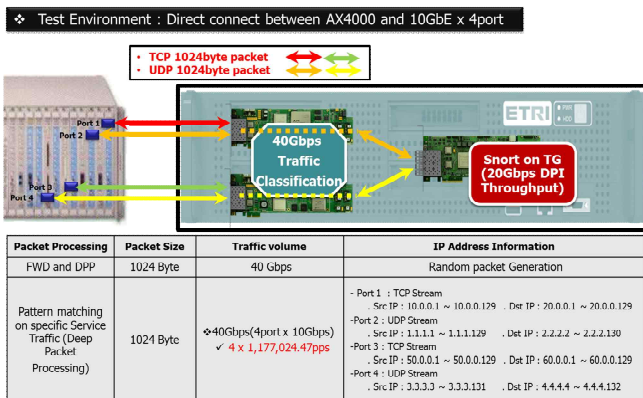 ❖ Test Environment : Direct connect between AX4000 and 10GbE x 4port
• TCP 1024byte packet
• UDP 1024byte packet
Port 1
Port 2
Port 3
Port 4
40Gbps
Traffic
Classification
ETRI
Snort on TG
(20Gbps DPI
Throughput)
Packet Processing Packet Size Traffic volume IP Address Information
FWD and DPP 1024 Byte 40 Gbps Random packet Generation
Pattern matching
on specific Service
Traffic (Deep
Packet
Processing)
1024 Byte
❖40Gbps(4port x 10Gbps)
✓ 4 x 1,177,024.47pps
- Port 1 : TCP Stream
. Src IP : 10.0.0.1 ~ 10.0.0.129 . Dst IP : 20.0.0.1 ~ 20.0.0.129
-Port 2 : UDP Stream
. Src IP : 1.1.1.1 ~ 1.1.1.129 . Dst IP : 2.2.2.2 ~ 2.2.2.130
-Port 3 : TCP Stream
. Src IP : 50.0.0.1 ~ 50.0.0.129 . Dst IP : 60.0.0.1 ~ 60.0.0.129
-Port 4 : UDP Stream
. Src IP : 3.3.3.3 ~ 3.3.3.131 . Dst IP : 4.4.4.4 ~ 4.4.4.132